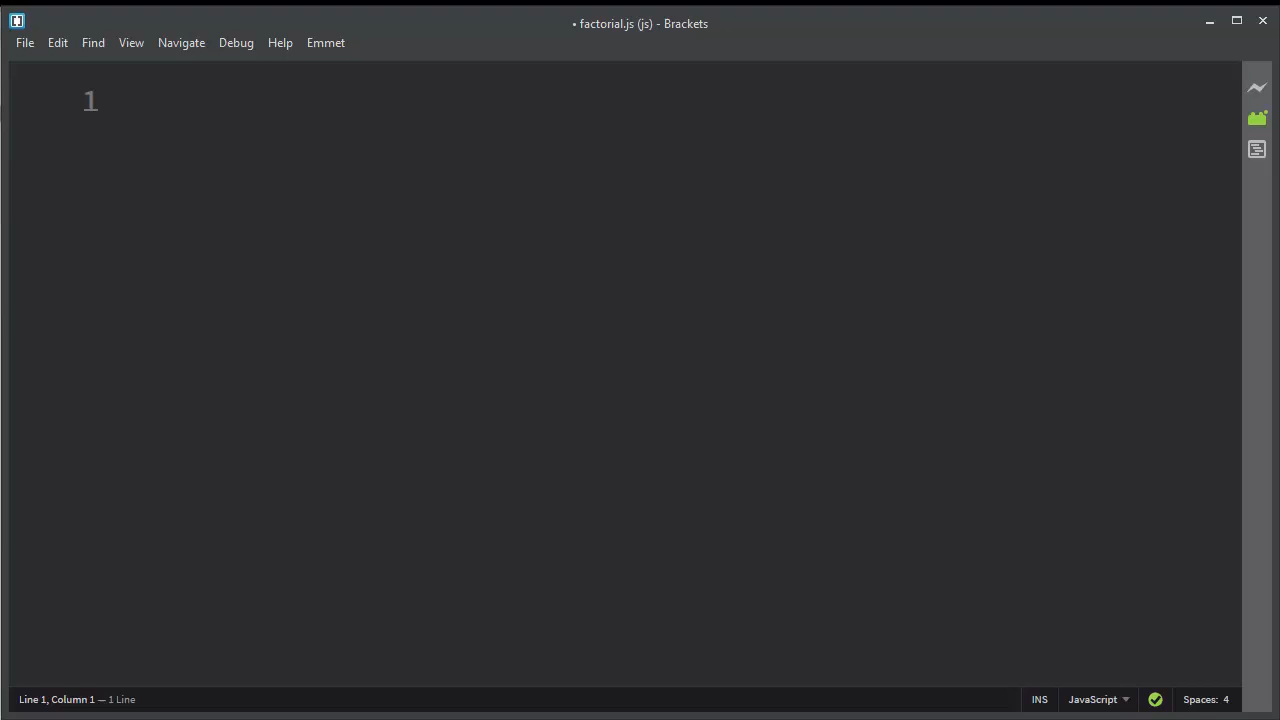 • factorial.js (js) - Brackets
File Edit Find View Navigate Debug Help Emmet
1
Line 1, Column 1 — 1 Line INS JavaScript Spaces: 4